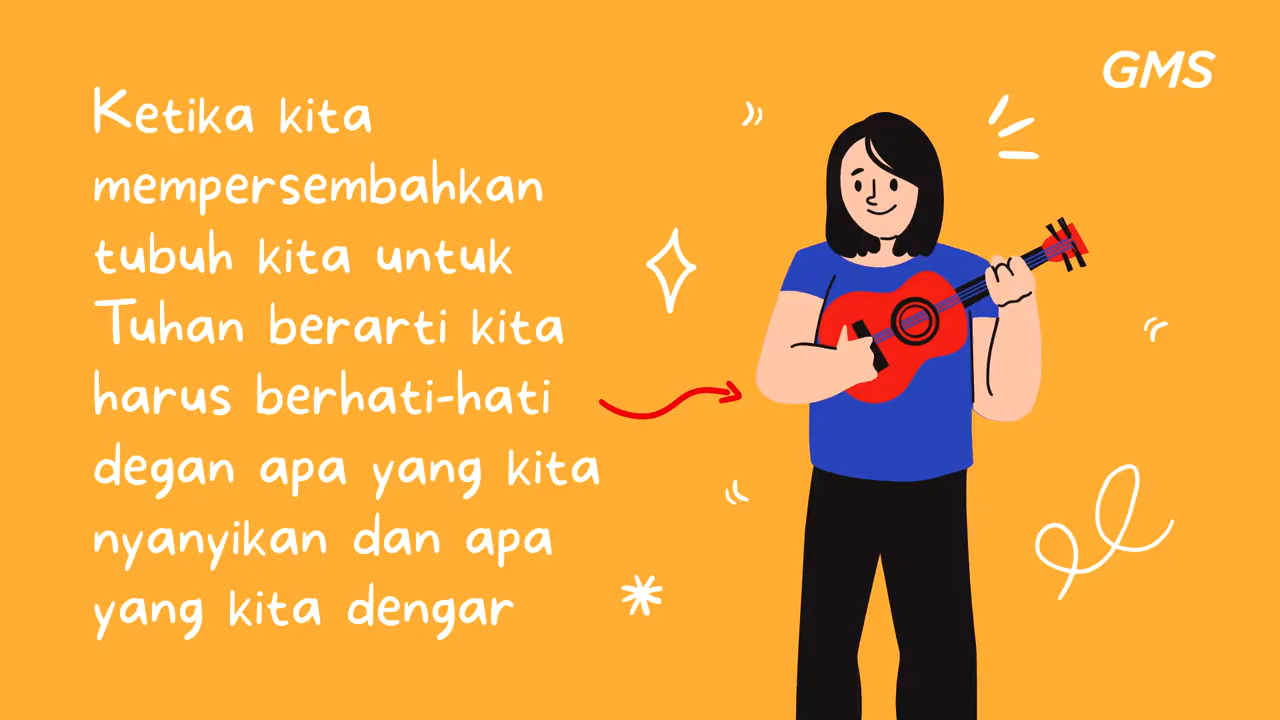 GMS
Ketika kita
mempersembahkan
tubuh kita untuk
Tuhan berarti kita
harus berhati-hati
degan apa yang kita
nyanyikan dan apa
yang kita dengar